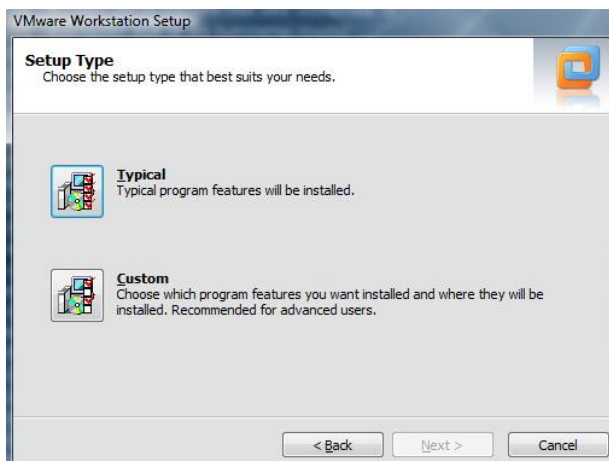 VMware Workstation Setup
Setup Type
Choose the setup type that best suits your needs.
Typical
Typical program features will be installed.
Custom
Choose which program features you want installed and where they will be
installed. Recommended for advanced users.
< Back
Next >
Cancel